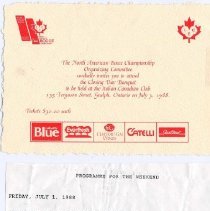 The North American Bocce Championship
Organizing Committee
cordially invites you to attend
the Closing Day Banquet
to be held at the Italian Canadian Club
135 Ferguson Street, Guelph, Ontario on July 3, 1988
Tickets $30.00 each
Blue
CATELLI
PROGRAMME FOR THE WEEKEND
FRIDAY, JULY 1, 1988